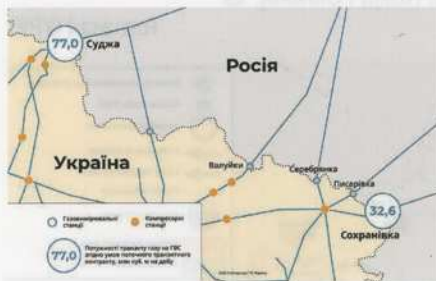 77,0
Суджа
Росія
Україна
Валуйки
Серебрянка
Писарівка
32,6
Сохранівка
Газовимірювальні
станції
Компресорні
станції
77,0
Потужності транзиту газу на ГВС
згідно умов поточного транзитного
контракту, млн куб. м на добу